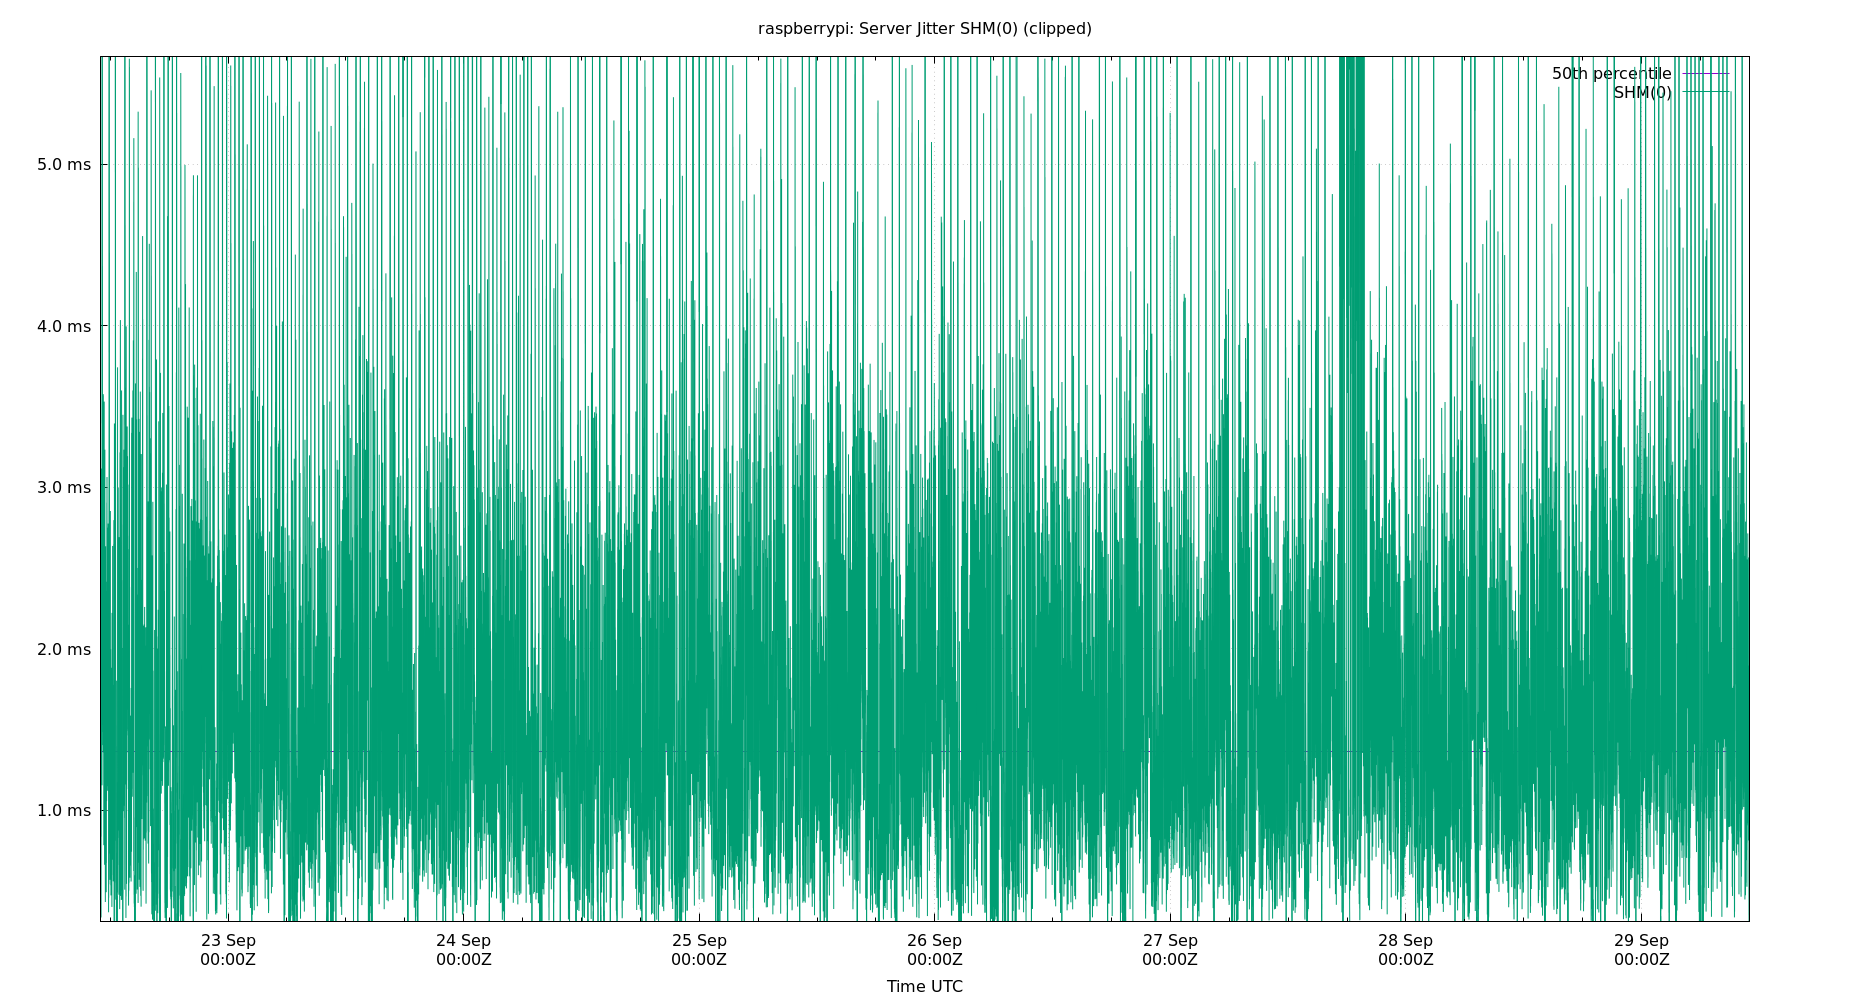 raspberrypi: Server Jitter SHM(0) (clipped)
50th percentile
SHM(0)
5.0 ms
4.0 ms
3.0 ms
2.0 ms
1.0 ms
23 Sep 24 Sep 25 Sep 26 Sep 27 Sep 28 Sep 29 Sep
00:00Z 00:00Z 00:00Z 00:00Z 00:00Z 00:00Z 00:00Z
Time UTC